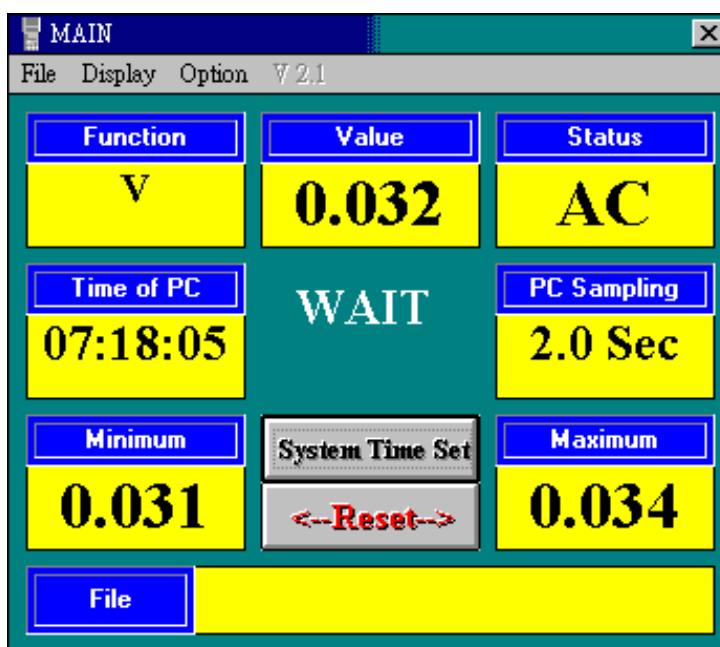 MAIN
File Display Option V 2.1
Function Value Status
V 0.032 AC
Time of PC WAIT PC Sampling
07:18:05 2.0 Sec
Minimum System Time Set Maximum
0.031 <--Reset--> 0.034
File